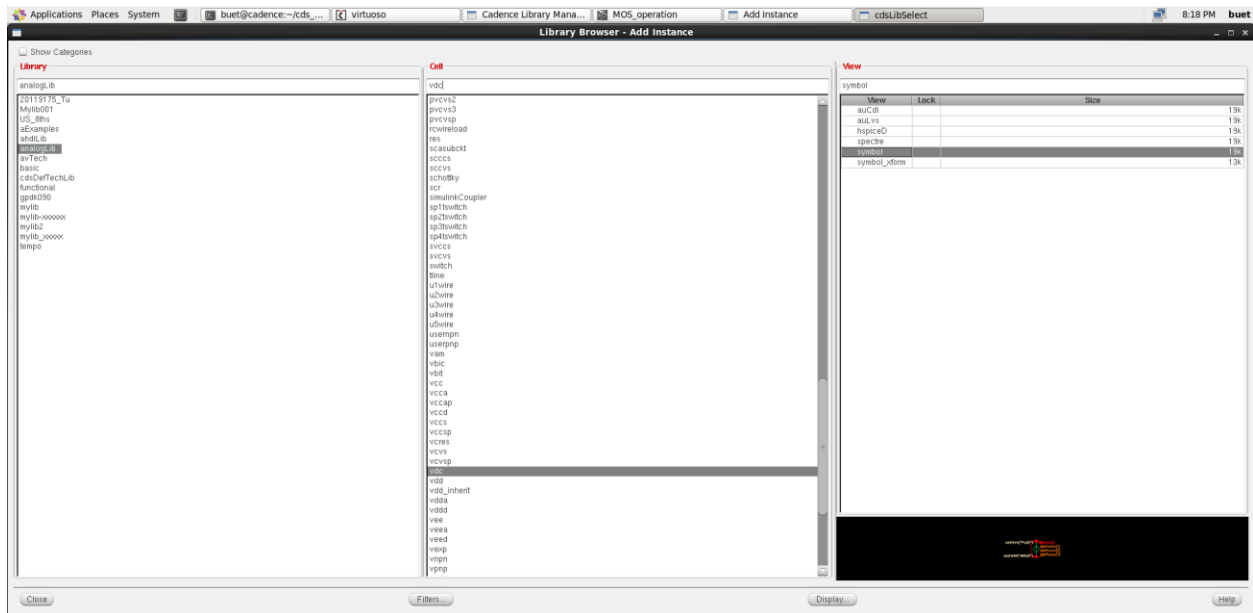 Applications Places System buet@cadence:~/cds_... virtuoso Cadence Library Mana... MOS_operation Add Instance cdsLibSelect 8:18 PM buet
Library Browser - Add Instance
Show Categories
Library
analogLib
20119175_Tu
Mylib001
US_8ths
aExamples
ahdlLib
analogLib
avTech
basic
cdsDefTechLib
functional
gpdk090
mylib
mylib-xxxxxx
mylib2
mylib_xxxxx
tempo
Cell
vdc
pvcvs2
pvcvs3
pvcvsp
rcwireload
res
scasubckt
scccs
sccvs
schottky
scr
simulinkCoupler
sp1tswitch
sp2tswitch
sp3tswitch
sp4tswitch
svccs
svcvs
switch
tline
u1wire
u2wire
u3wire
u4wire
u5wire
usernpn
userpnp
vam
vbic
vbit
vcc
vcca
vccap
vccd
vccs
vccsp
vcres
vcvs
vcvsp
vdc
vdd
vdd_inherit
vdda
vddd
vee
veea
veed
vexp
vnpn
vpnp
View
symbol
View Lock Size
auCdl 19k
auLvs 19k
hspiceD 19k
spectre 19k
symbol 19k
symbol_xform 13k
Close Filters... Display... Help